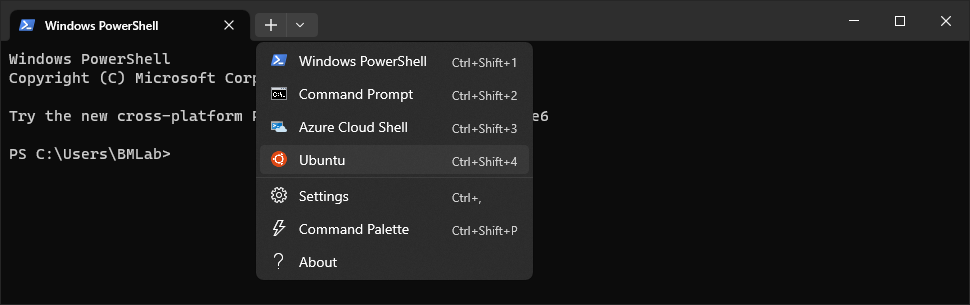 Windows PowerShell
Windows PowerShell
Copyright (C) Microsoft Corp
Try the new cross-platform e6
PS C:\Users\BMLab>
Windows PowerShell Ctrl+Shift+1
Command Prompt Ctrl+Shift+2
Azure Cloud Shell Ctrl+Shift+3
Ubuntu Ctrl+Shift+4
Settings Ctrl+,
Command Palette Ctrl+Shift+P
About